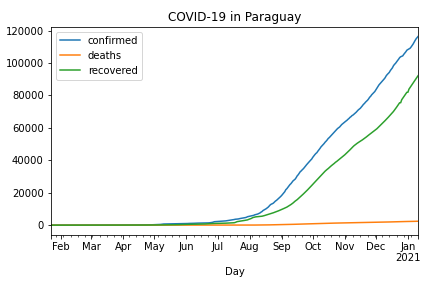 COVID-19 in Paraguay
confirmed
deaths
recovered
120000
100000
80000
60000
40000
20000
0
Feb Mar Apr May Jun Jul Aug Sep Oct Nov Dec Jan
2021
Day